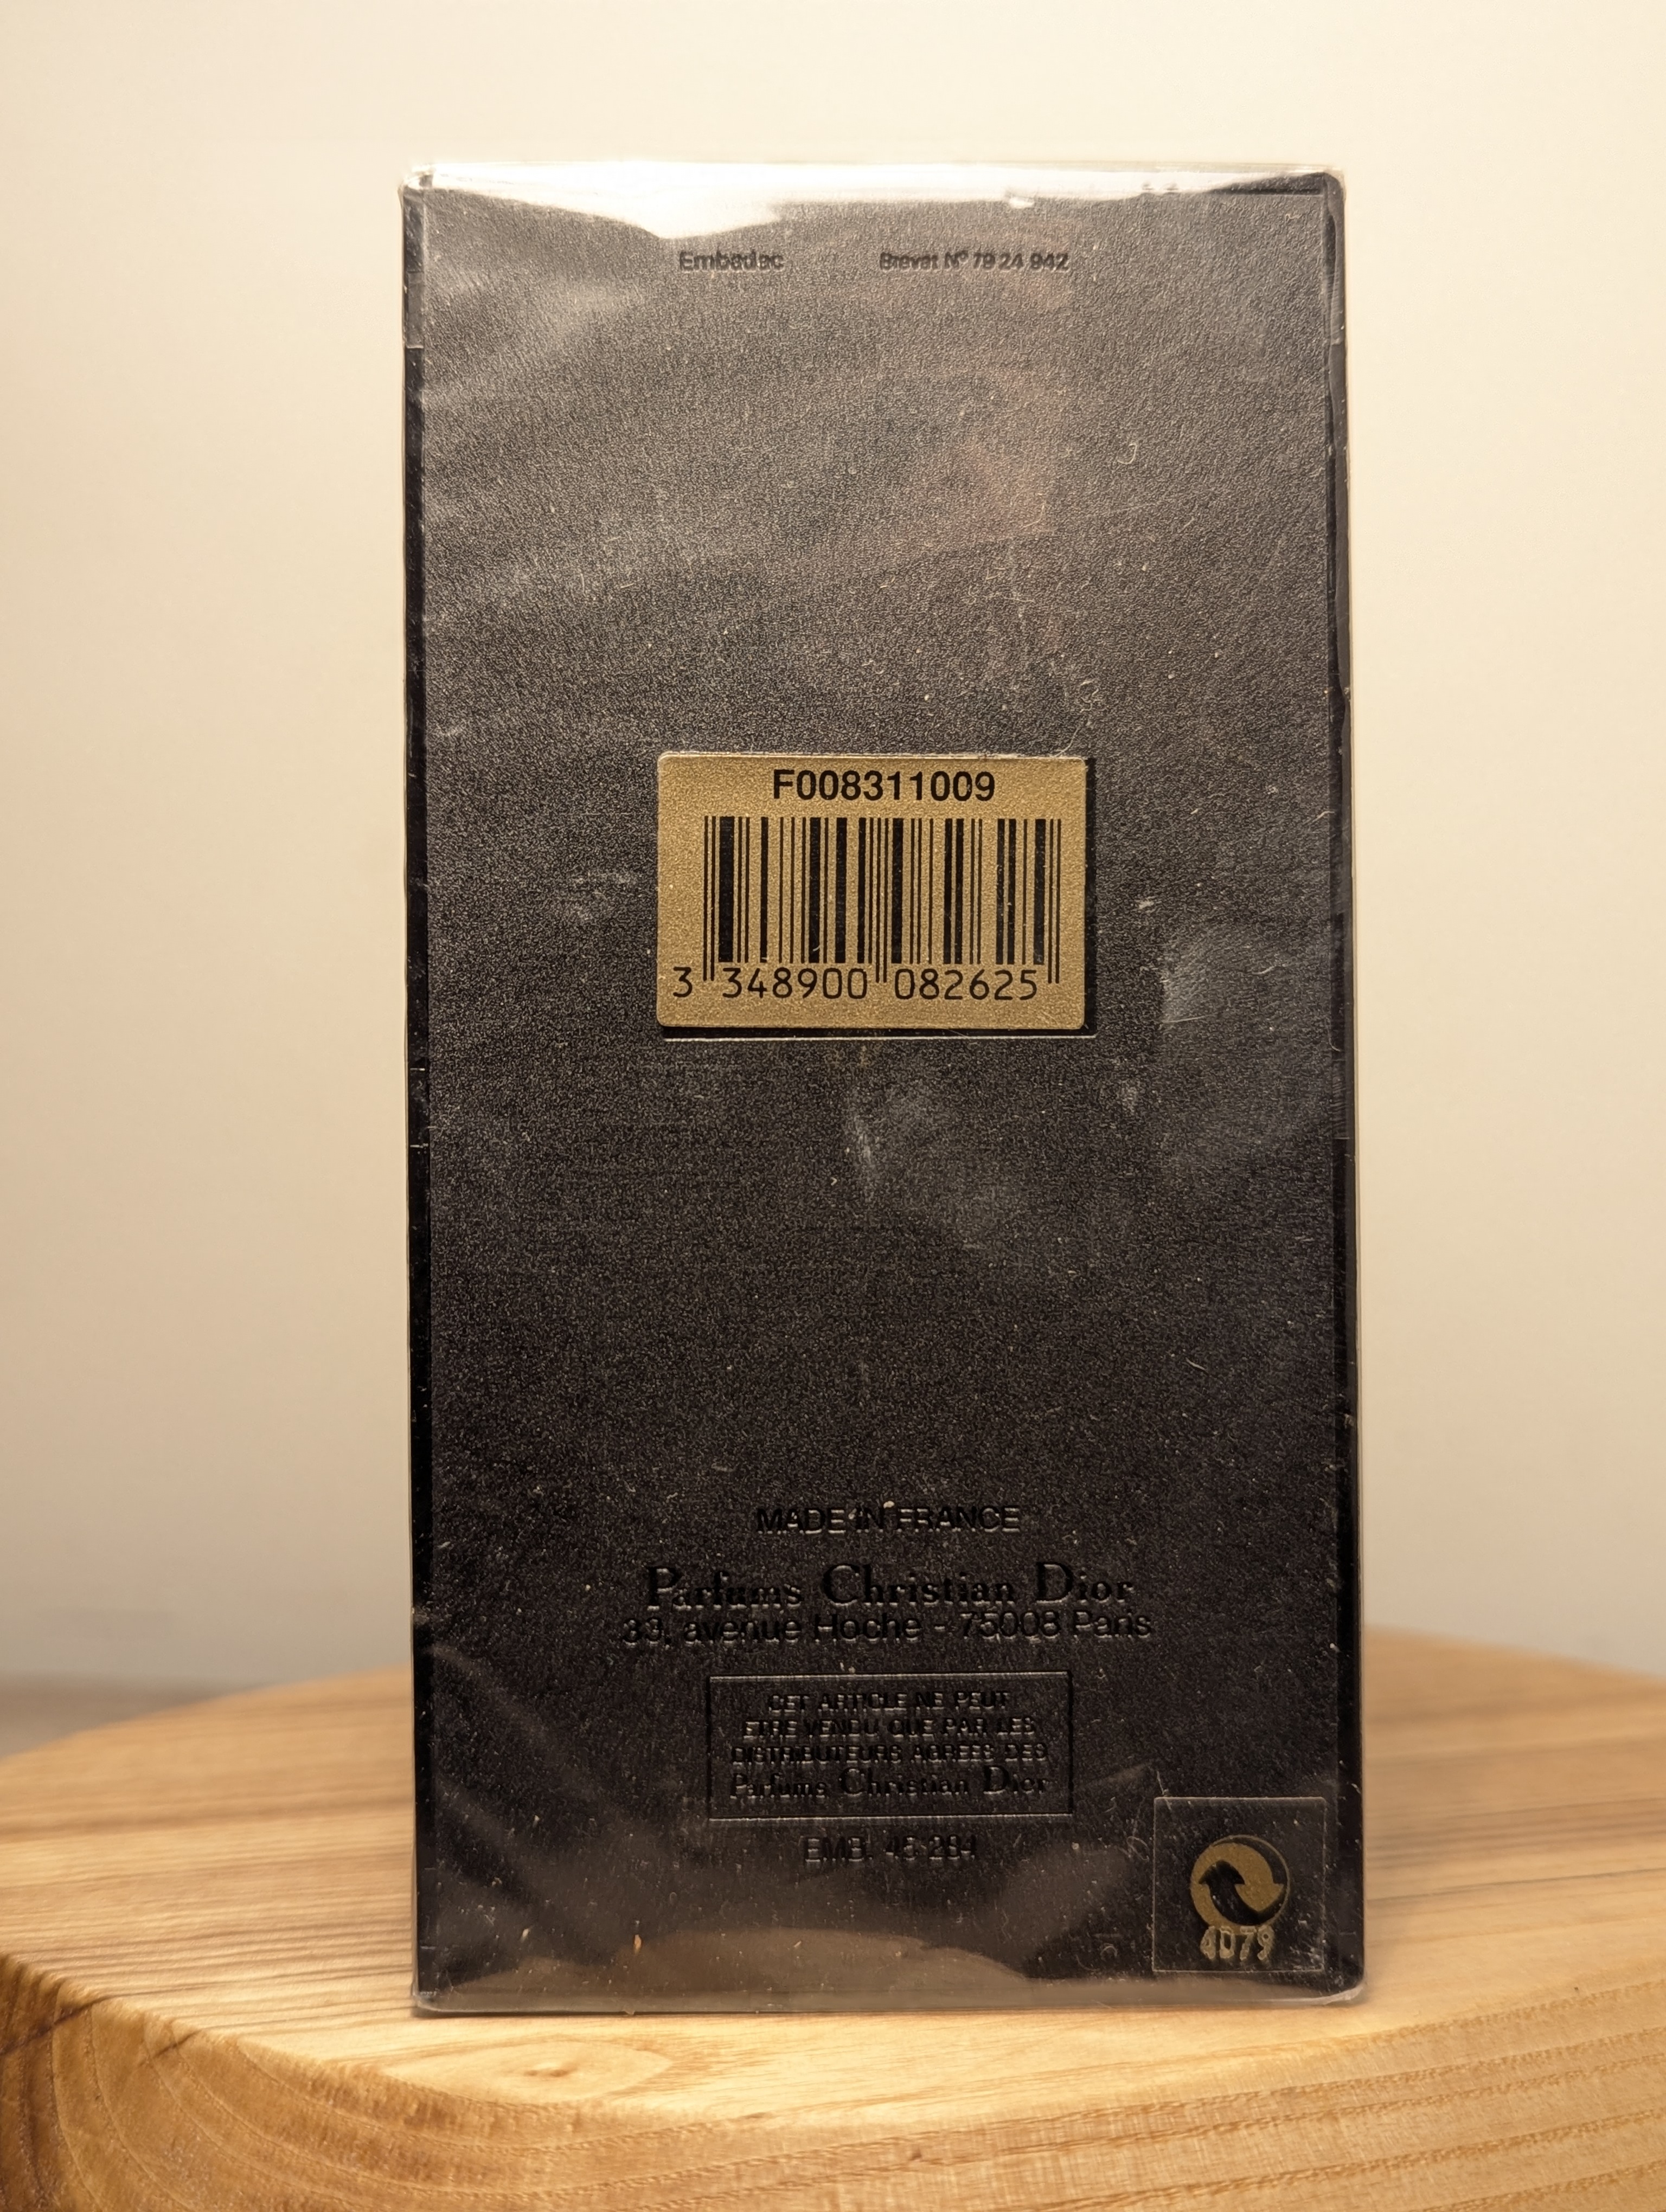 Embadac Brevet Nº 79 24 942
F008311009
3 348900 082625
MADE IN FRANCE
Parfums Christian Dior
33, avenue Hoche - 75008 Paris
CET ARTICLE NE PEUT
ETRE VENDU QUE PAR LES
DISTRIBUTEURS AGREES DES
Parfums Christian Dior
EMB. 45 284
4D79